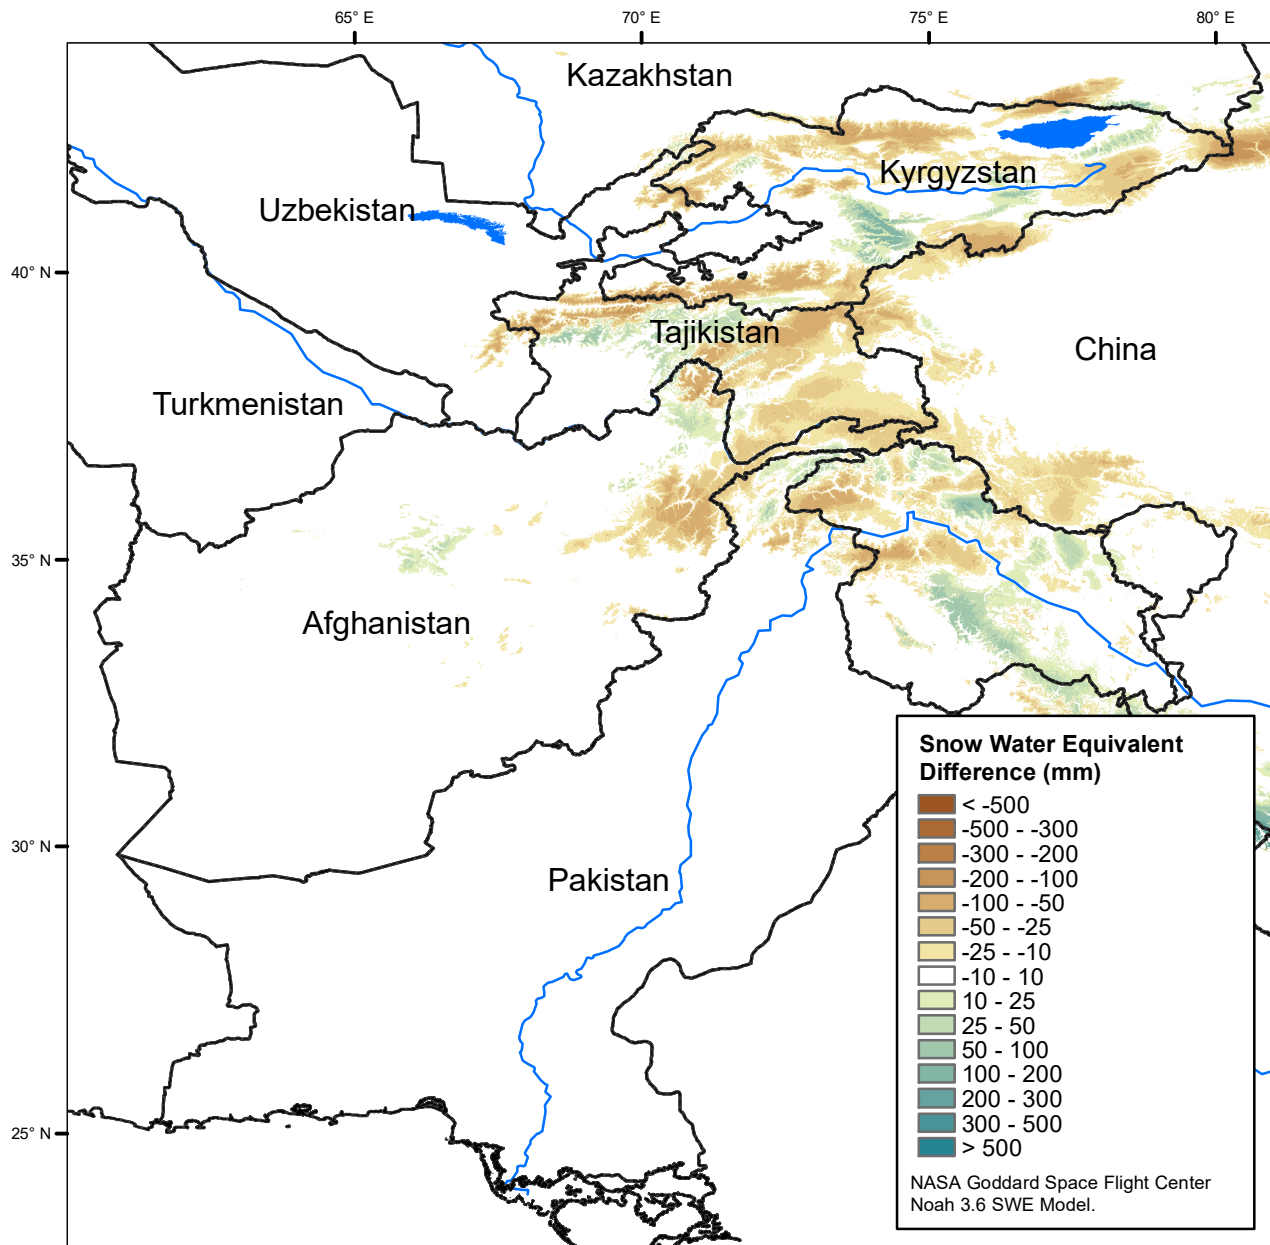 65° E
70° E
75° E
80° E
Kazakhstan
Kyrgyzstan
Uzbekistan
40° N
Tajikistan
China
Turkmenistan
35° N
Afghanistan
30° N
Pakistan
25° N
Snow Water Equivalent
Difference (mm)
< -500
-500 - -300
-300 - -200
-200 - -100
-100 - -50
-50 - -25
-25 - -10
-10 - 10
10 - 25
25 - 50
50 - 100
100 - 200
200 - 300
300 - 500
> 500
NASA Goddard Space Flight Center
Noah 3.6 SWE Model.